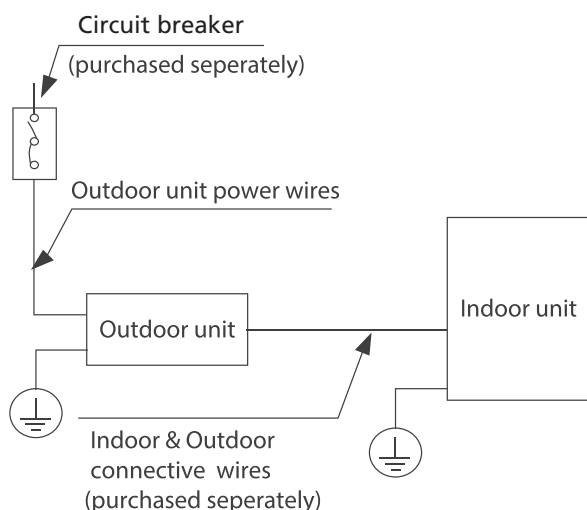 Circuit breaker
(purchased seperately)
Outdoor unit power wires
Outdoor unit
Indoor unit
Indoor & Outdoor
connective wires
(purchased seperately)